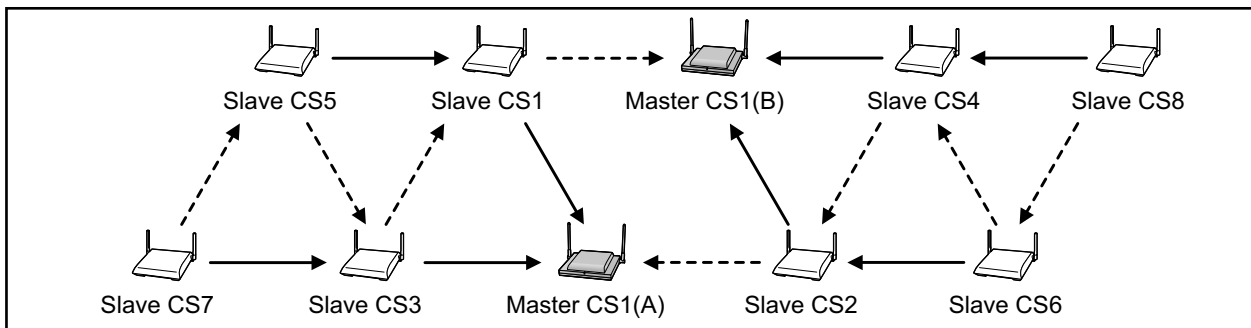 Slave CS5
Slave CS1
Master CS1(B)
Slave CS4
Slave CS8
Slave CS7
Slave CS3
Master CS1(A)
Slave CS2
Slave CS6